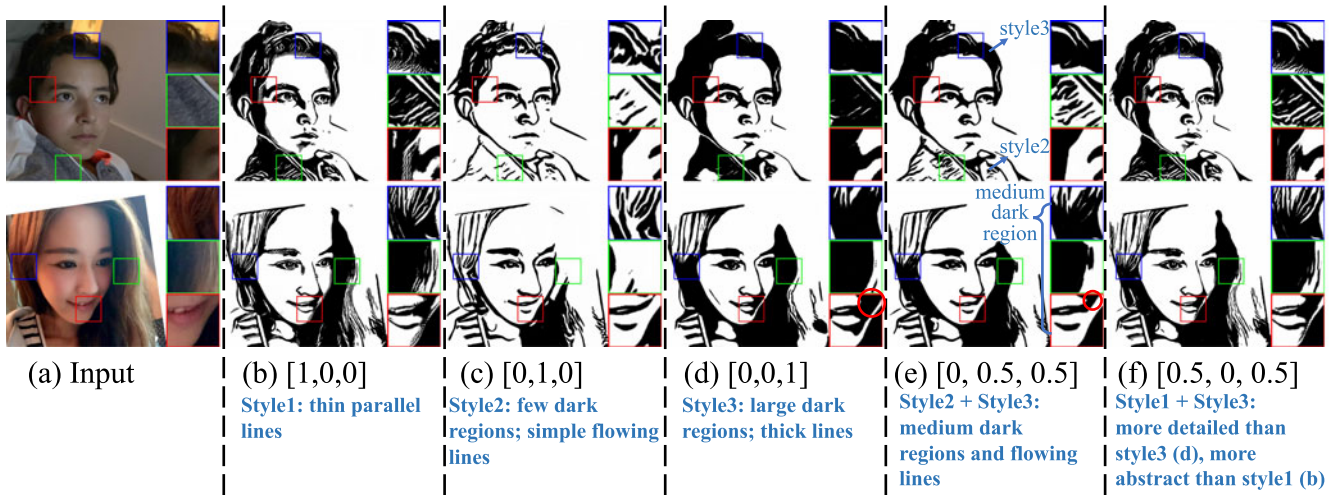 style3
style2
medium
dark
region
(a) Input
(b) [1,0,0]
(c) [0,1,0]
(d) [0,0,1]
(e) [0, 0.5, 0.5]
(f) [0.5, 0, 0.5]
Style1: thin parallel
lines
Style2: few dark
regions; simple flowing
lines
Style3: large dark
regions; thick lines
Style2 + Style3:
medium dark
regions and flowing
lines
Style1 + Style3:
more detailed than
style3 (d), more
abstract than style1 (b)